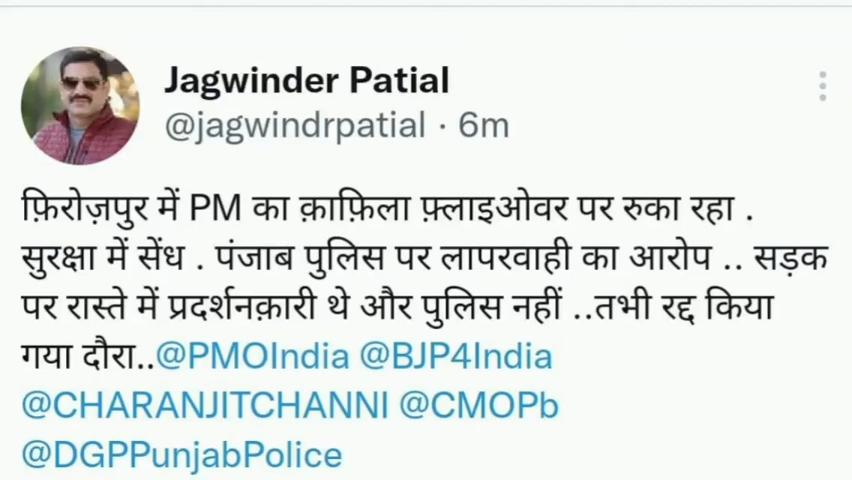 Jagwinder Patial
@jagwindrpatial · 6m
फ़िरोज़पुर में PM का क़ाफ़िला फ़्लाइओवर पर रुका रहा .
सुरक्षा में सेंध . पंजाब पुलिस पर लापरवाही का आरोप .. सड़क
पर रास्ते में प्रदर्शनक़ारी थे और पुलिस नहीं ..तभी रद्द किया
गया दौरा..@PMOIndia @BJP4India
@CHARANJITCHANNI @CMOPb
@DGPPunjabPolice